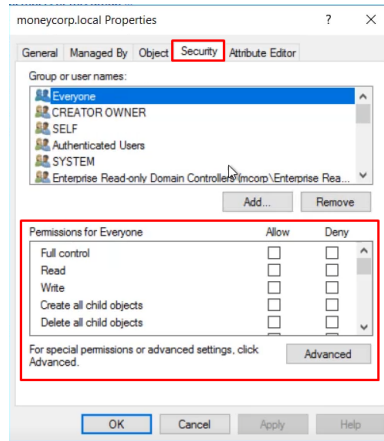 moneycorp.local Properties ? ×
General Managed By Object Security Attribute Editor
Group or user names:
Everyone
CREATOR OWNER
SELF
Authenticated Users
SYSTEM
Enterprise Read-only Domain Controllers (mcorp\Enterprise Rea...
Add... Remove
Permissions for Everyone Allow Deny
Full control
Read
Write
Create all child objects
Delete all child objects
For special permissions or advanced settings, click
Advanced.
Advanced
OK Cancel Apply Help